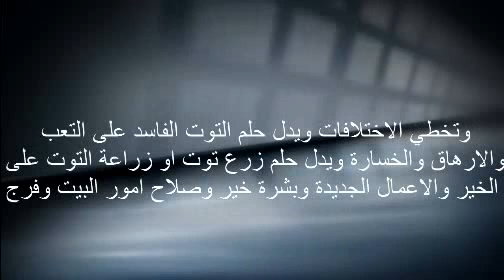 وتخطي الاختلافات ويدل حلم التوت الفاسد على التعب
والارهاق والخسارة ويدل حلم زرع توت او زراعة التوت على
الخير والاعمال الجديدة وبشرة خير وصلاح امور البيت وفرج